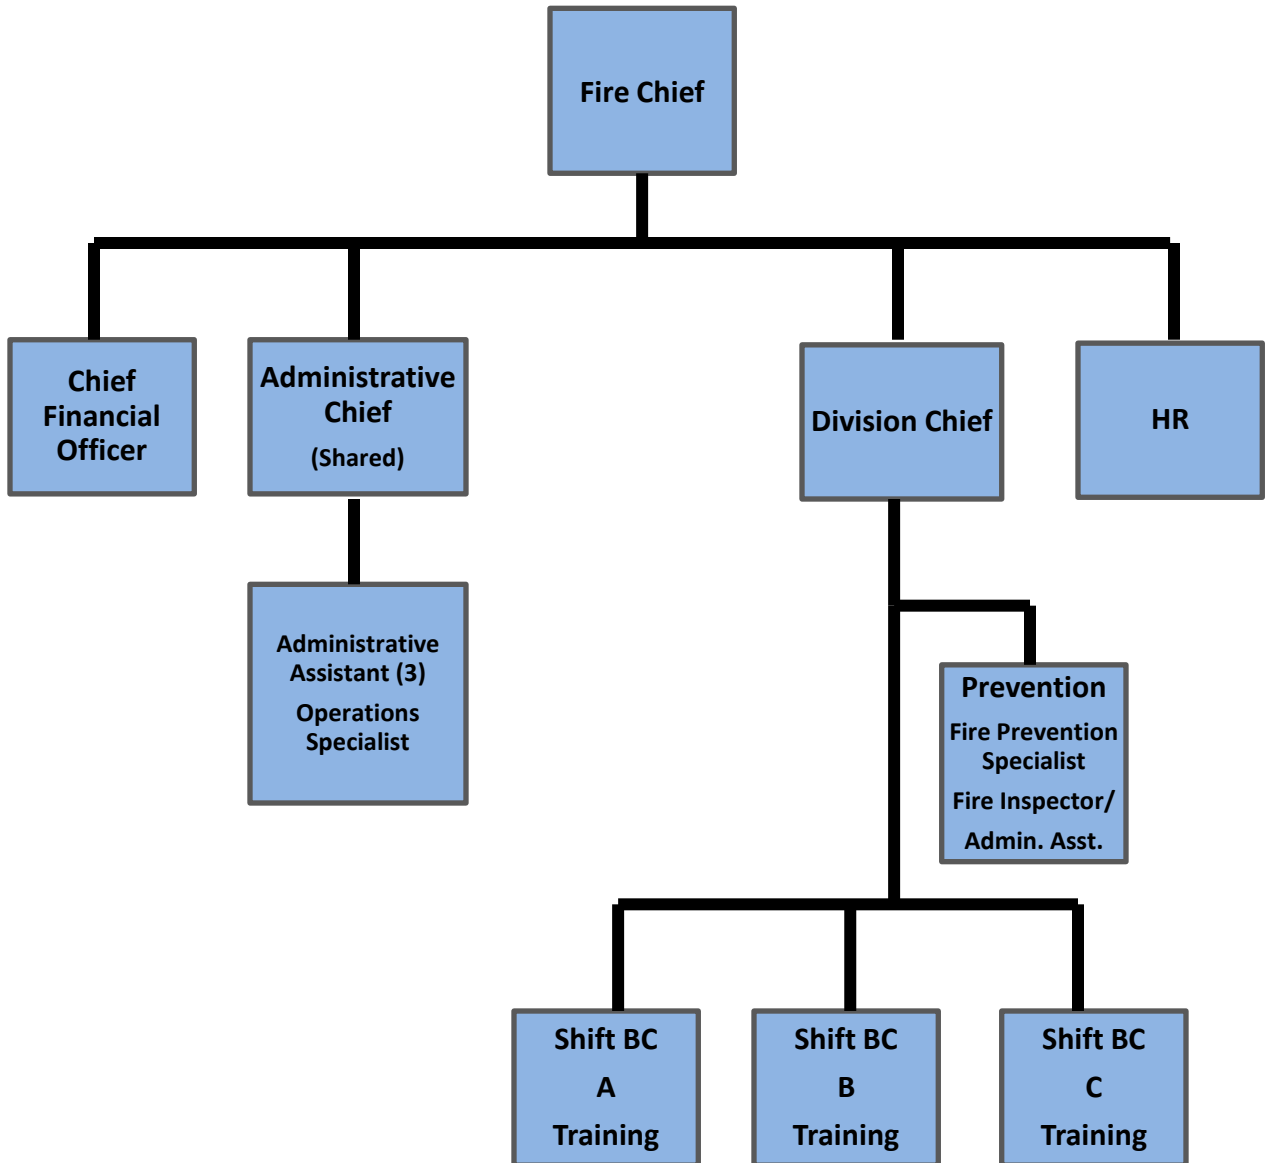 Fire Chief
Chief
Financial
Officer
Administrative
Chief
(Shared)
Division Chief
HR
Administrative
Assistant (3)
Operations
Specialist
Prevention
Fire Prevention
Specialist
Fire Inspector/
Admin. Asst.
Shift BC
A
Training
Shift BC
B
Training
Shift BC
C
Training